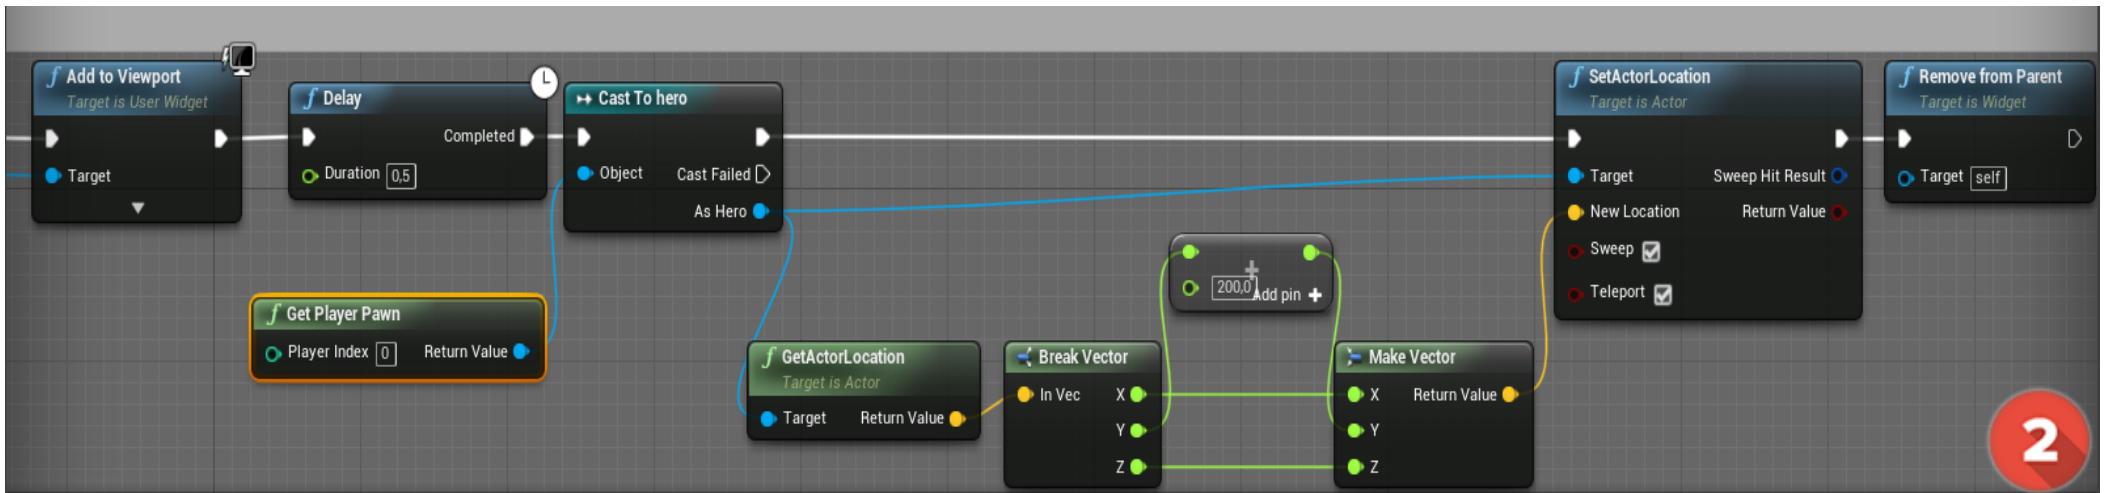 Add to Viewport
Target is User Widget
Target
Delay
Completed
Duration 0,5
Cast To hero
Object
Cast Failed
As Hero
Get Player Pawn
Player Index 0
Return Value
GetActorLocation
Target is Actor
Target
Return Value
Break Vector
In Vec
X
Y
Z
200,0
Add pin +
Make Vector
X
Return Value
Y
Z
SetActorLocation
Target is Actor
Target
Sweep Hit Result
New Location
Return Value
Sweep
Teleport
Remove from Parent
Target is Widget
Target self
2